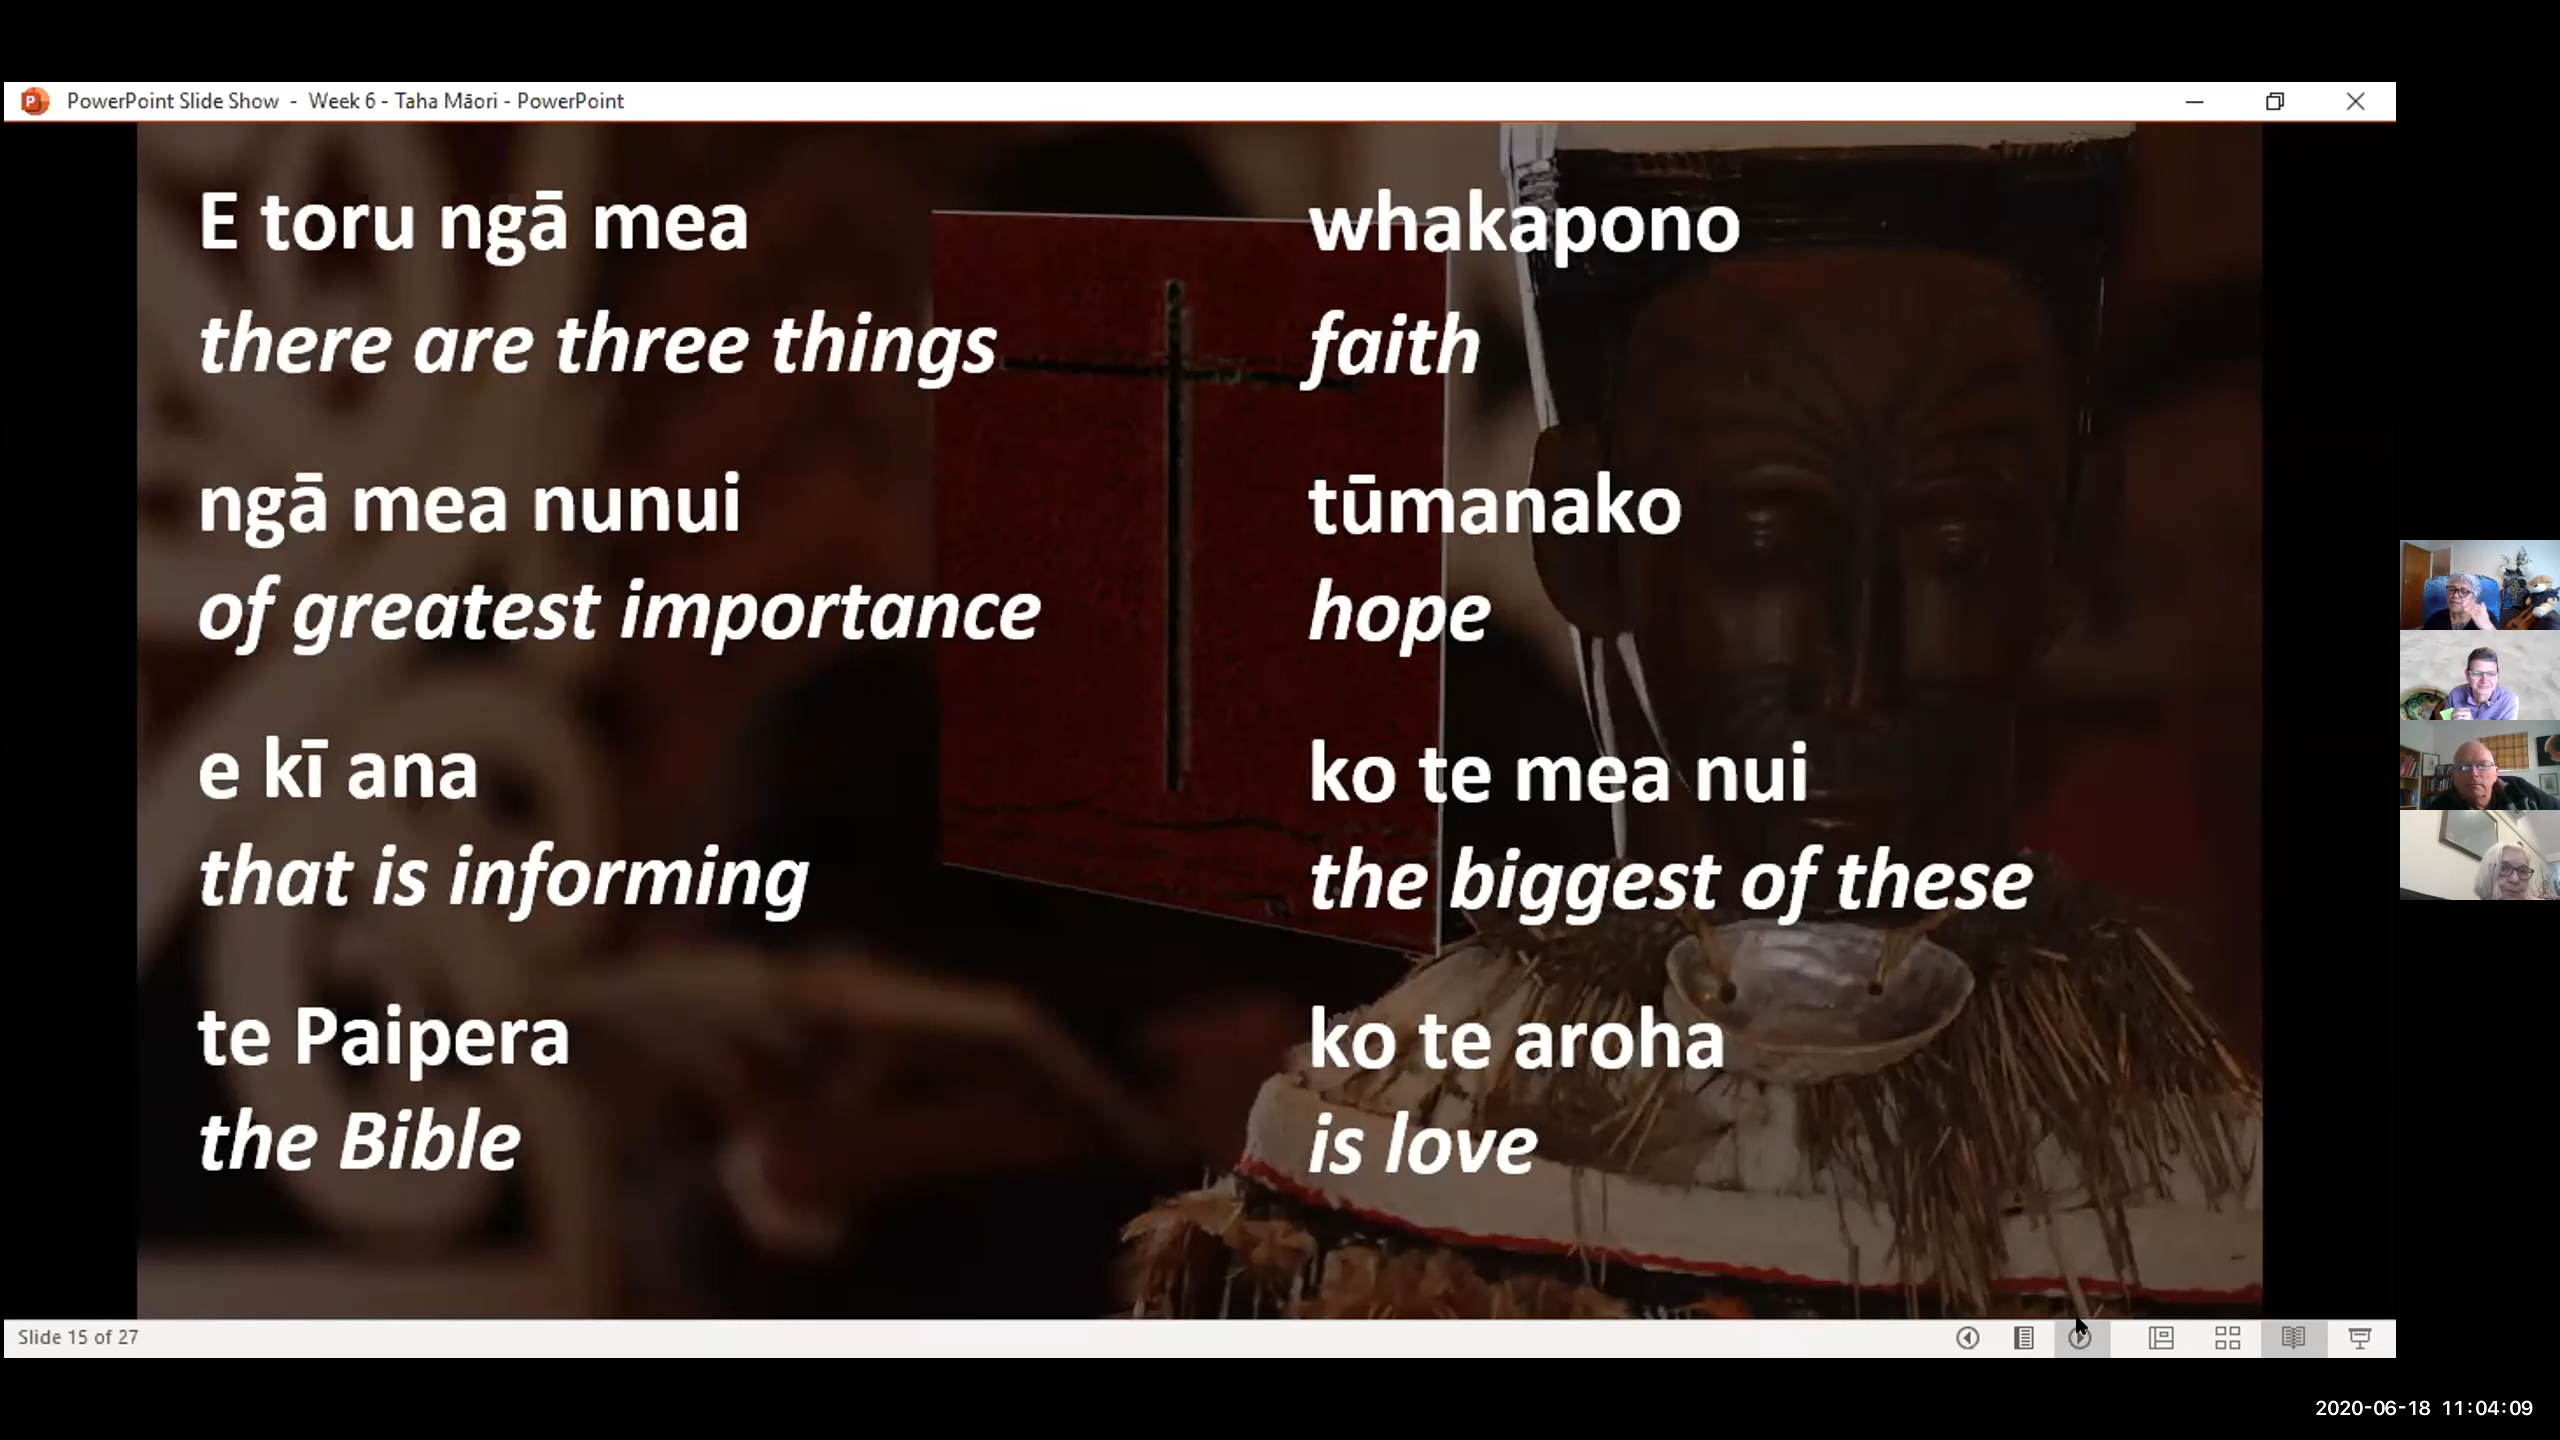 PowerPoint Slide Show - Week 6 - Taha Māori - PowerPoint
E toru ngā mea
there are three things
ngā mea nunui
of greatest importance
e kī ana
that is informing
te Paipera
the Bible
whakapono
faith
tūmanako
hope
ko te mea nui
the biggest of these
ko te aroha
is love
Slide 15 of 27
2020-06-18 11:04:09